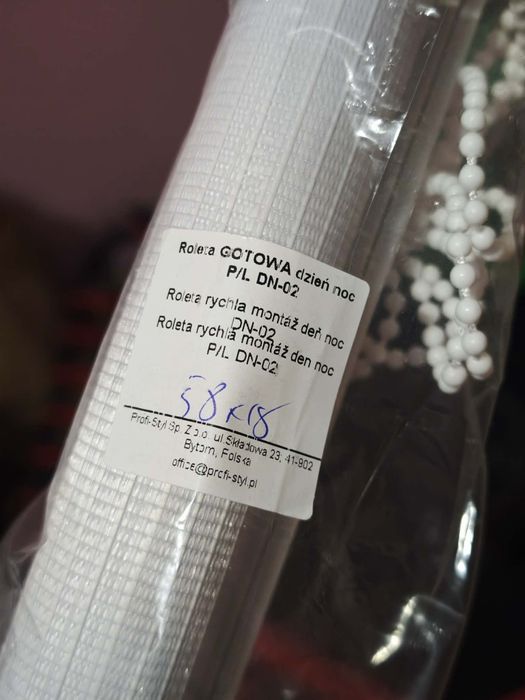 Roleta GOTOWA dzień noc
P/L DN-02
Roleta rychla montáž deň noc
DN-02
Roleta rychlá montáž den noc
P/L DN-02
58x18
Profi-Styl Sp. Z o.o. ul. Składowa 23, 41-902
Bytom, Polska
office@profi-styl.pl